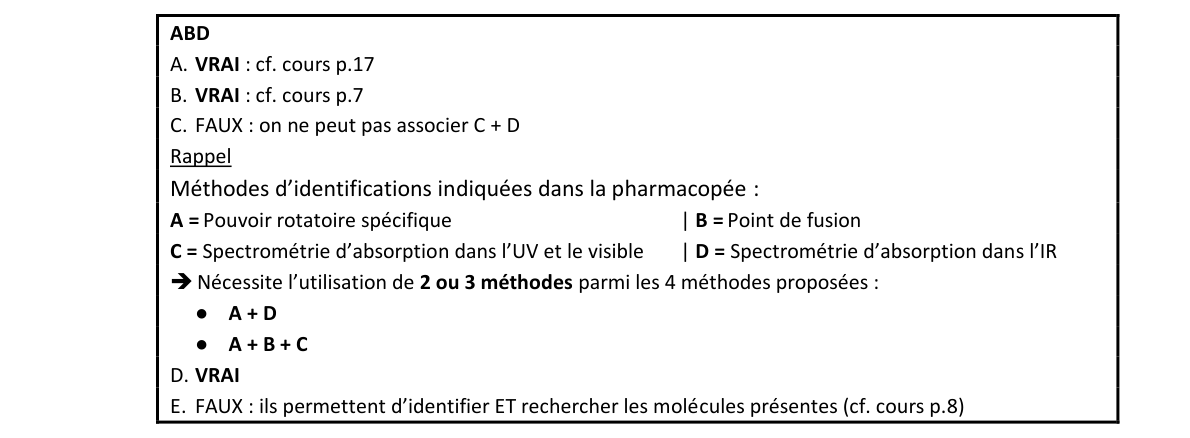 ABD
A. VRAI : cf. cours p.17
B. VRAI : cf. cours p.7
C. FAUX : on ne peut pas associer C + D
Rappel
Méthodes d’identifications indiquées dans la pharmacopée :
A = Pouvoir rotatoire spécifique | B = Point de fusion
C = Spectrométrie d’absorption dans l’UV et le visible | D = Spectrométrie d’absorption dans l’IR
➔ Nécessite l’utilisation de 2 ou 3 méthodes parmi les 4 méthodes proposées :
● A + D
● A + B + C
D. VRAI
E. FAUX : ils permettent d’identifier ET rechercher les molécules présentes (cf. cours p.8)